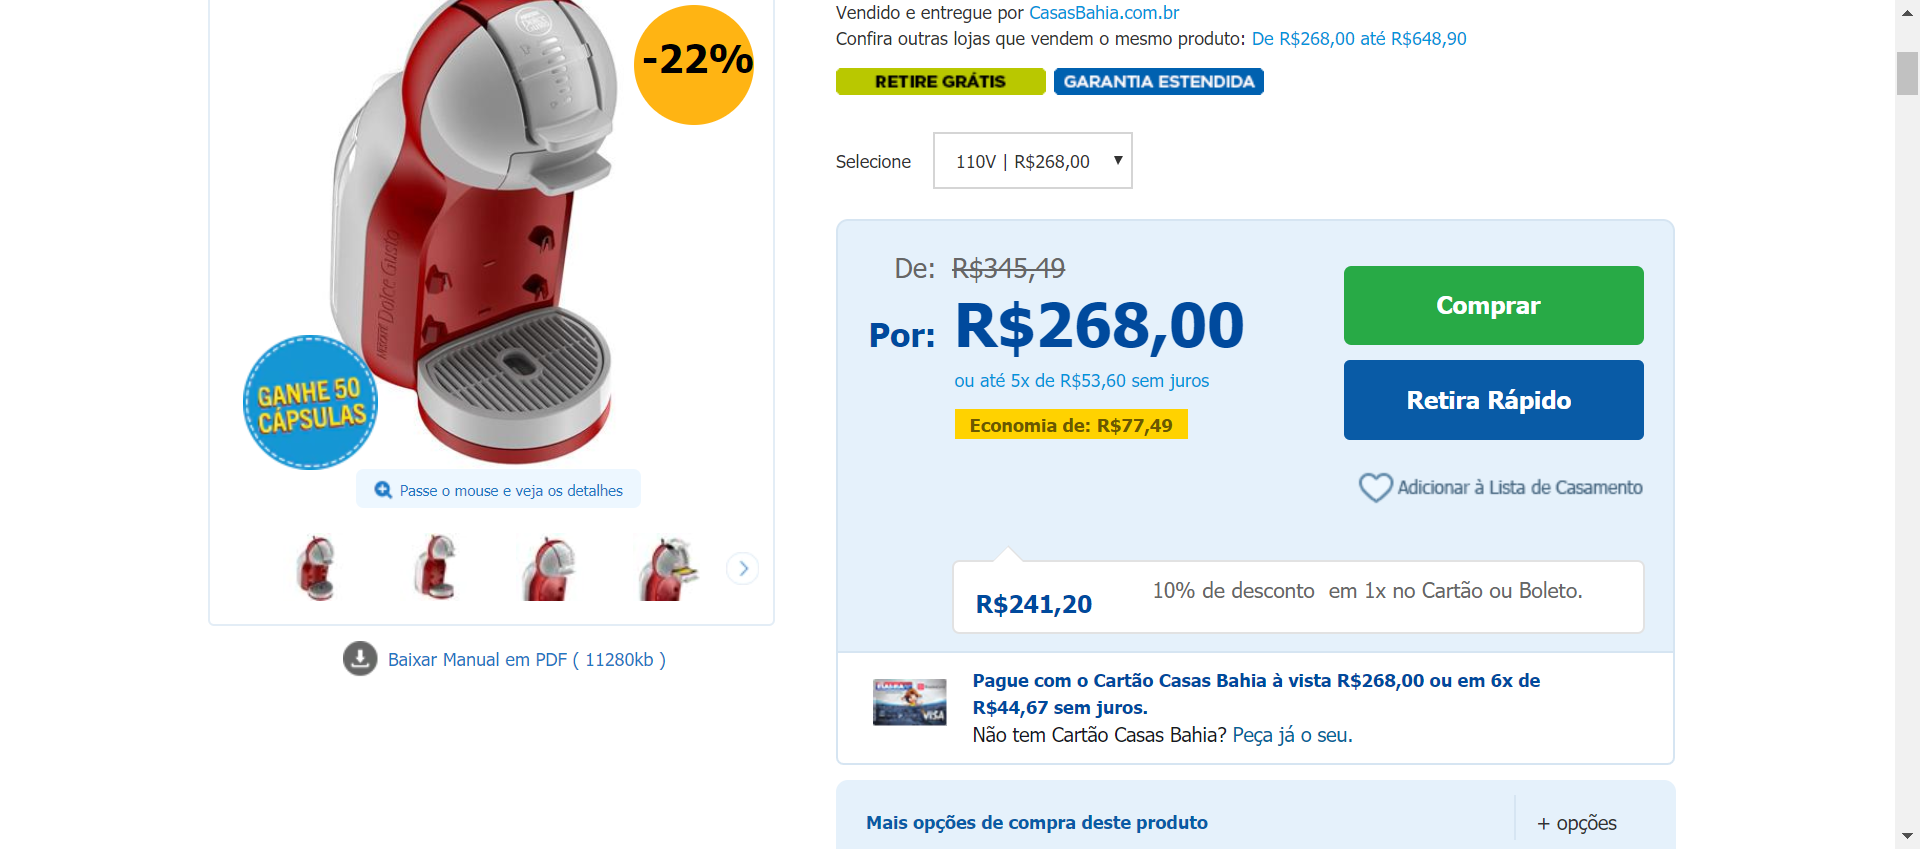 -22%
NESCAFÉ Dolce Gusto
GANHE 50
CÁPSULAS
Passe o mouse e veja os detalhes
Baixar Manual em PDF ( 11280kb )
Vendido e entregue por CasasBahia.com.br
Confira outras lojas que vendem o mesmo produto: De R$268,00 até R$648,90
RETIRE GRÁTIS GARANTIA ESTENDIDA
Selecione 110V | R$268,00
De: R$345,49
Por: R$268,00
ou até 5x de R$53,60 sem juros
Economia de: R$77,49
Comprar
Retira Rápido
Adicionar à Lista de Casamento
R$241,20 10% de desconto em 1x no Cartão ou Boleto.
VISA
Pague com o Cartão Casas Bahia à vista R$268,00 ou em 6x de
R$44,67 sem juros.
Não tem Cartão Casas Bahia? Peça já o seu.
Mais opções de compra deste produto + opções